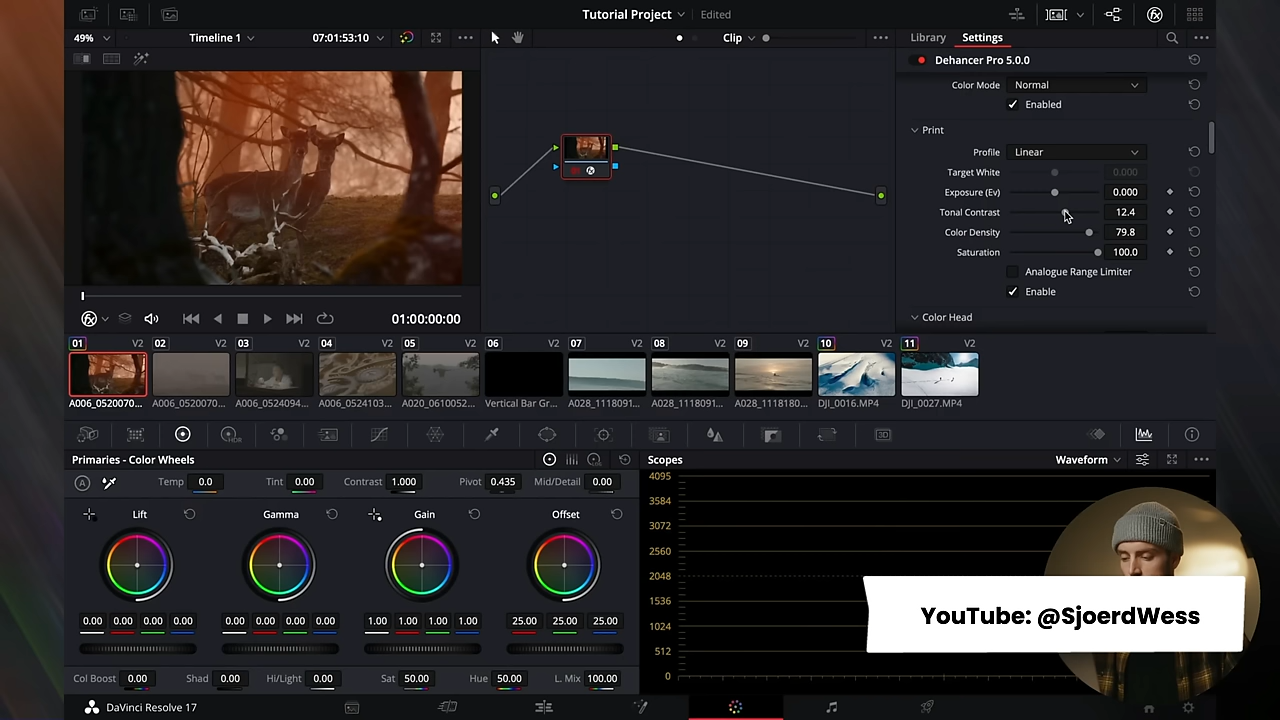 Tutorial Project
Edited
49%
Timeline 1
07:01:53:10
Clip
Library
Settings
Dehancer Pro 5.0.0
Color Mode
Normal
Enabled
Print
Profile
Linear
Target White
0.000
Exposure (Ev)
0.000
Tonal Contrast
12.4
Color Density
79.8
Saturation
100.0
Analogue Range Limiter
Enable
Color Head
01:00:00:00
01 V2
02 V2
03 V2
04 V2
05 V2
06 V2
07 V2
08 V2
09 V2
10 V2
11 V2
A006_0520070...
A006_0520070...
A006_0524094...
A006_0524103...
A020_0610052...
Vertical Bar Gr...
A028_1118091...
A028_1118091...
A028_1118180...
DJI_0016.MP4
DJI_0027.MP4
HDR
3D
Primaries - Color Wheels
Scopes
Waveform
A
Temp 0.0
Tint 0.00
Contrast 1.000
Pivot 0.435
Mid/Detail 0.00
Lift
Gamma
Gain
Offset
0.00 0.00 0.00 0.00
0.00 0.00 0.00 0.00
1.00 1.00 1.00 1.00
25.00 25.00 25.00
Col Boost 0.00
Shad 0.00
Hi/Light 0.00
Sat 50.00
Hue 50.00
L. Mix 100.00
4095
3584
3072
2560
2048
1536
1024
512
0
YouTube: @SjoerdWess
DaVinci Resolve 17